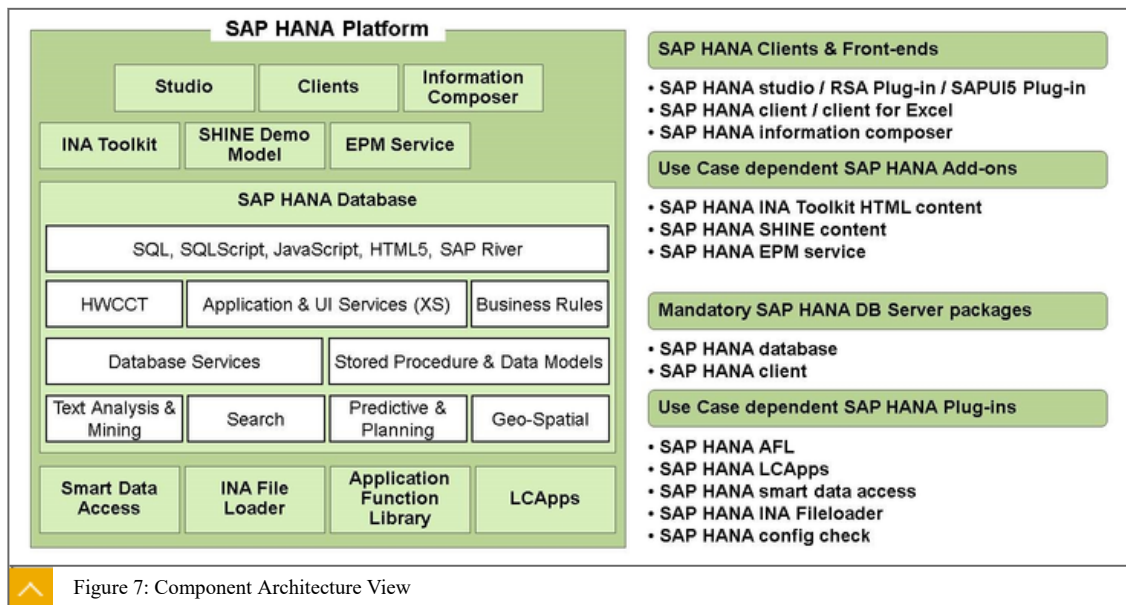 SAP HANA Platform
Studio
Clients
Information
Composer
INA Toolkit
SHINE Demo
Model
EPM Service
SAP HANA Database
SQL, SQLScript, JavaScript, HTML5, SAP River
HWCCT
Application & UI Services (XS)
Business Rules
Database Services
Stored Procedure & Data Models
Text Analysis &
Mining
Search
Predictive &
Planning
Geo-Spatial
Smart Data
Access
INA File
Loader
Application
Function
Library
LCApps
SAP HANA Clients & Front-ends
• SAP HANA studio / RSA Plug-in / SAPUI5 Plug-in
• SAP HANA client / client for Excel
• SAP HANA information composer
Use Case dependent SAP HANA Add-ons
• SAP HANA INA Toolkit HTML content
• SAP HANA SHINE content
• SAP HANA EPM service
Mandatory SAP HANA DB Server packages
• SAP HANA database
• SAP HANA client
Use Case dependent SAP HANA Plug-ins
• SAP HANA AFL
• SAP HANA LCApps
• SAP HANA smart data access
• SAP HANA INA Fileloader
• SAP HANA config check
Figure 7: Component Architecture View